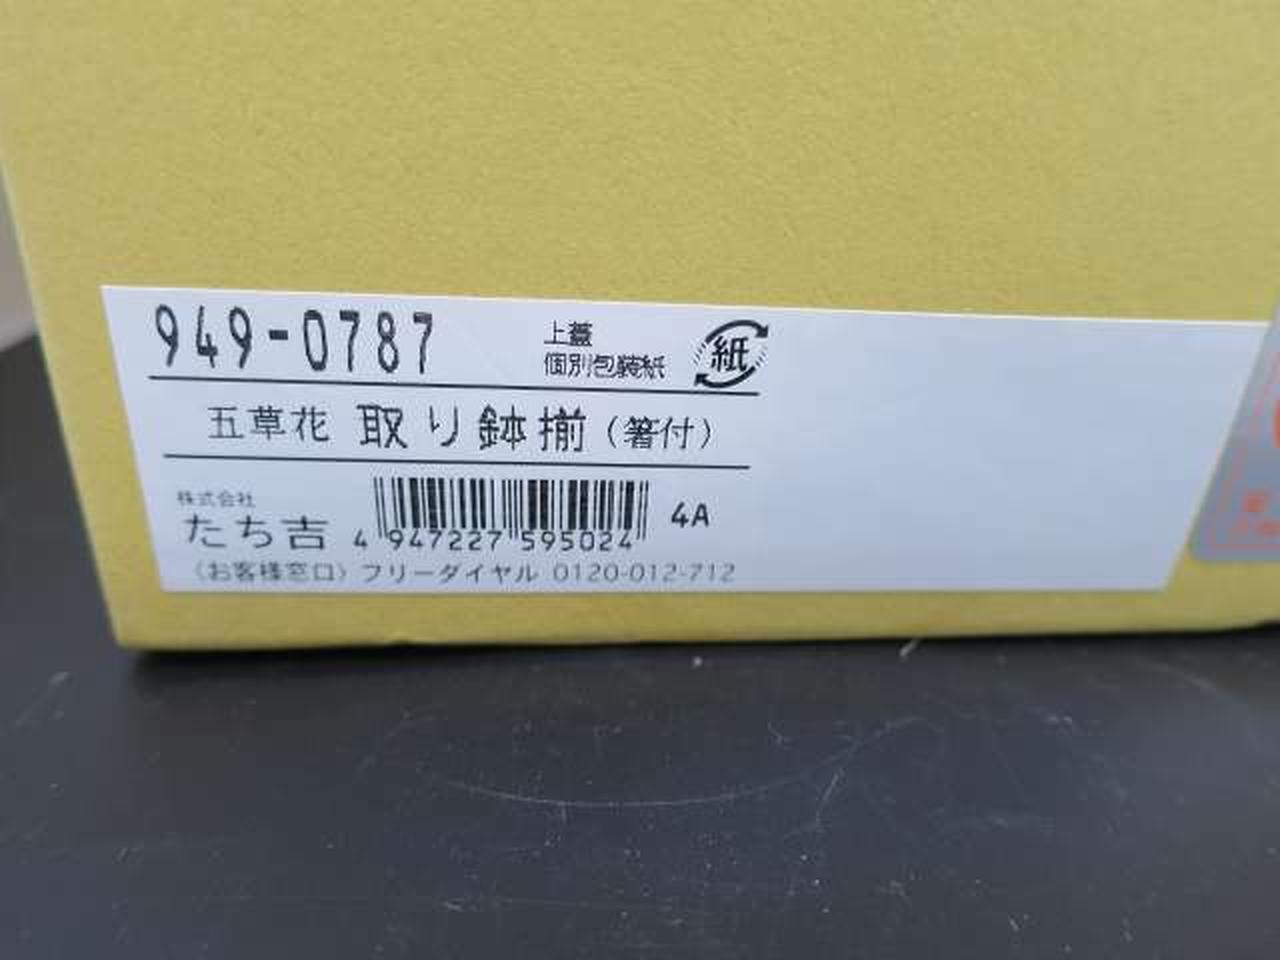 949-0787
上蓋
個別包装紙
紙
五草花 取り鉢揃(箸付)
株式会社
たち吉
4 947227 595024
4A
(お客様窓口) フリーダイヤル 0120-012-712